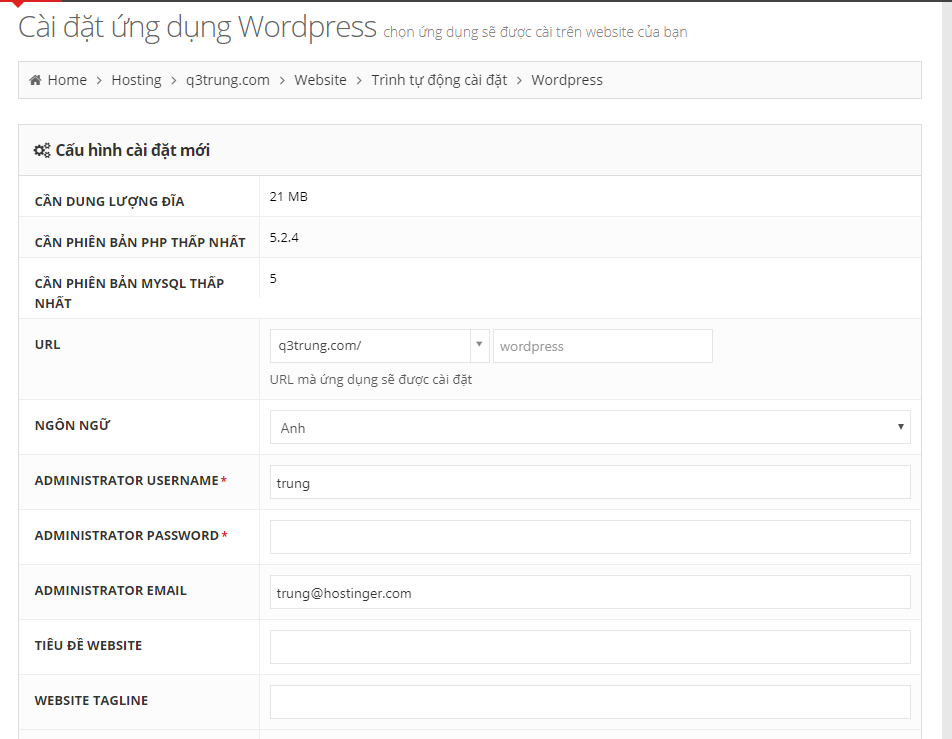 Cài đặt ứng dụng Wordpress chọn ứng dụng sẽ được cài trên website của bạn
Home > Hosting > q3trung.com > Website > Trình tự động cài đặt > Wordpress
Cấu hình cài đặt mới
CẦN DUNG LƯỢNG ĐĨA 21 MB
CẦN PHIÊN BẢN PHP THẤP NHẤT 5.2.4
CẦN PHIÊN BẢN MYSQL THẤP 5
NHẤT
URL q3trung.com/ wordpress
URL mà ứng dụng sẽ được cài đặt
NGÔN NGỮ Anh
ADMINISTRATOR USERNAME* trung
ADMINISTRATOR PASSWORD*
ADMINISTRATOR EMAIL trung@hostinger.com
TIÊU ĐỀ WEBSITE
WEBSITE TAGLINE